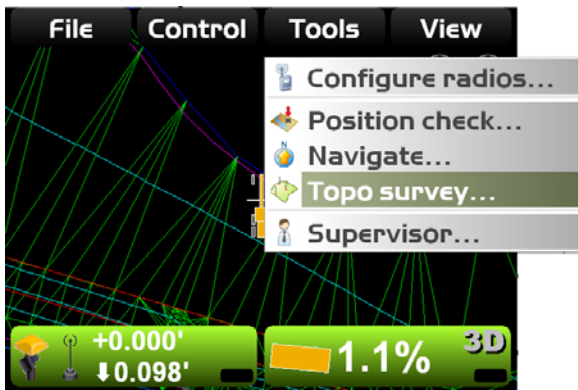 File Control Tools View
Configure radios...
Position check...
Navigate...
Topo survey...
Supervisor...
+0.000'
0.098'
1.1%
3D